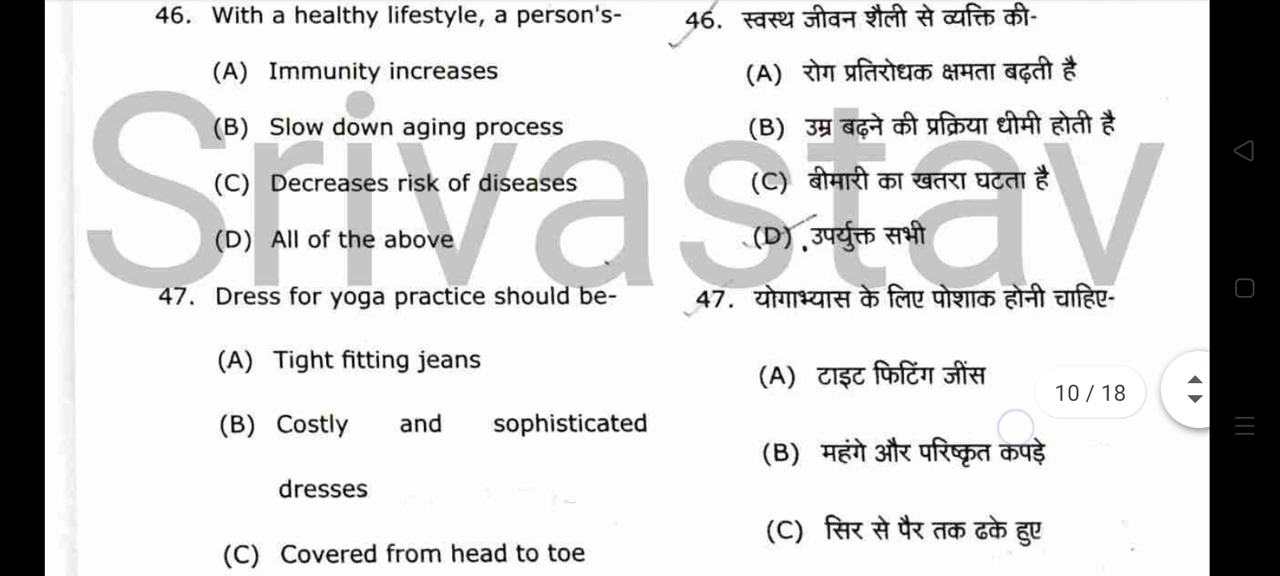 46. With a healthy lifestyle, a person's-
(A) Immunity increases
(B) Slow down aging process
(C) Decreases risk of diseases
(D) All of the above
47. Dress for yoga practice should be-
(A) Tight fitting jeans
(B) Costly and sophisticated
dresses
(C) Covered from head to toe
46. स्वस्थ जीवन शैली से व्यक्ति की-
(A) रोग प्रतिरोधक क्षमता बढ़ती है
(B) उम्र बढ़ने की प्रक्रिया धीमी होती है
(C) बीमारी का खतरा घटता है
(D) उपर्युक्त सभी
47. योगाभ्यास के लिए पोशाक होनी चाहिए-
(A) टाइट फिटिंग जींस
(B) महंगे और परिष्कृत कपड़े
(C) सिर से पैर तक ढके हुए
Srivastav
10 / 18